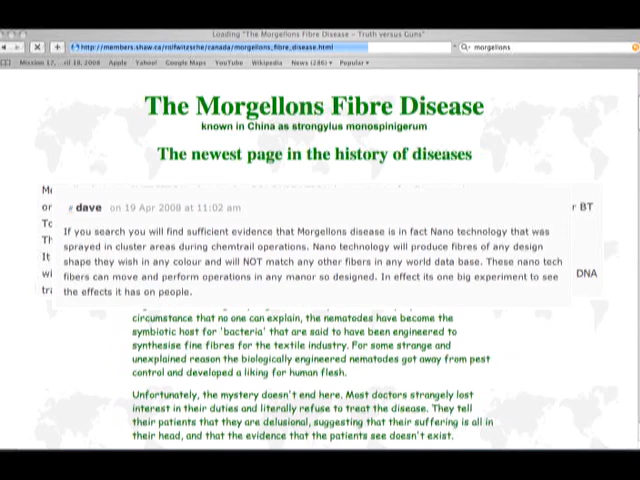 Loading "The Morgellons Fibre Disease – Truth versus Guns"
http://members.shaw.ca/rolfwitzsche/canada/morgellons_fibre_disease.html
morgellons
Apple Yahoo! Google Maps YouTube Wikipedia News (286) Popular
The Morgellons Fibre Disease
known in China as strongylus monospinigerum
The newest page in the history of diseases
# dave on 19 Apr 2008 at 11:02 am
r BT
If you search you will find sufficient evidence that Morgellons disease is in fact Nano technology that was
sprayed in cluster areas during chemtrail operations. Nano technology will produce fibres of any design
shape they wish in any colour and will NOT match any other fibers in any world data base. These nano tech
fibers can move and perform operations in any manor so designed. In effect its one big experiment to see
the effects it has on people.
or
Th
It
wi
DNA
circumstance that no one can explain, the nematodes have become the
symbiotic host for 'bacteria' that are said to have been engineered to
synthesise fine fibres for the textile industry. For some strange and
unexplained reason the biologically engineered nematodes got away from pest
control and developed a liking for human flesh.
Unfortunately, the mystery doesn't end here. Most doctors strangely lost
interest in their duties and literally refuse to treat the disease. They tell
their patients that they are delusional, suggesting that their suffering is all in
their head, and that the evidence that the patients see doesn't exist.